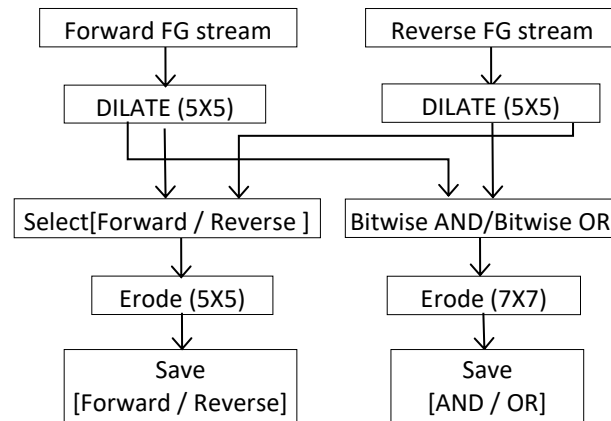 Forward FG stream
Reverse FG stream
DILATE (5X5)
DILATE (5X5)
Select[Forward / Reverse ]
Bitwise AND/Bitwise OR
Erode (5X5)
Erode (7X7)
Save
[Forward / Reverse]
Save
[AND / OR]